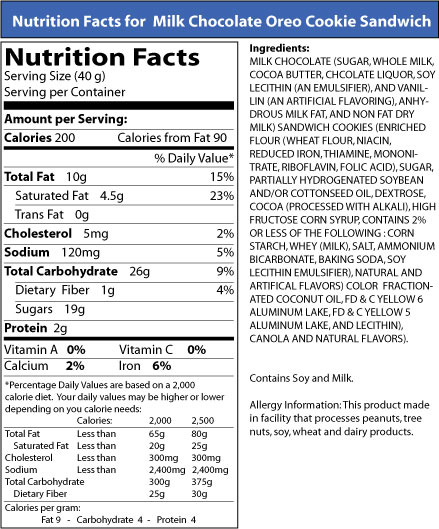 Nutrition Facts for Milk Chocolate Oreo Cookie Sandwich
Nutrition Facts
Serving Size (40 g)
Serving per Container
Amount per Serving:
Calories 200 Calories from Fat 90
% Daily Value*
Total Fat 10g 15%
Saturated Fat 4.5g 23%
Trans Fat 0g
Cholesterol 5mg 2%
Sodium 120mg 5%
Total Carbohydrate 26g 9%
Dietary Fiber 1g 4%
Sugars 19g
Protein 2g
Vitamin A 0% Vitamin C 0%
Calcium 2% Iron 6%
*Percentage Daily Values are based on a 2,000
calorie diet. Your daily values may be higher or lower
depending on you calorie needs:
Calories: 2,000 2,500
Total Fat Less than 65g 80g
Saturated Fat Less than 20g 25g
Cholesterol Less than 300mg 300mg
Sodium Less than 2,400mg 2,400mg
Total Carbohydrate 300g 375g
Dietary Fiber 25g 30g
Calories per gram:
Fat 9 - Carbohydrate 4 - Protein 4
Ingredients:
MILK CHOCOLATE (SUGAR, WHOLE MILK,
COCOA BUTTER, CHCOLATE LIQUOR, SOY
LECITHIN (AN EMULSIFIER), AND VANIL-
LIN (AN ARTIFICIAL FLAVORING), ANHY-
DROUS MILK FAT, AND NON FAT DRY
MILK) SANDWICH COOKIES (ENRICHED
FLOUR (WHEAT FLOUR, NIACIN,
REDUCED IRON, THIAMINE, MONONI-
TRATE, RIBOFLAVIN, FOLIC ACID), SUGAR,
PARTIALLY HYDROGENATED SOYBEAN
AND/OR COTTONSEED OIL, DEXTROSE,
COCOA (PROCESSED WITH ALKALI), HIGH
FRUCTOSE CORN SYRUP, CONTAINS 2%
OR LESS OF THE FOLLOWING : CORN
STARCH, WHEY (MILK), SALT, AMMONIUM
BICARBONATE, BAKING SODA, SOY
LECITHIN EMULSIFIER), NATURAL AND
ARTIFICAL FLAVORS) COLOR FRACTION-
ATED COCONUT OIL, FD & C YELLOW 6
ALUMINUM LAKE, FD & C YELLOW 5
ALUMINUM LAKE, AND LECITHIN),
CANOLA AND NATURAL FLAVORS).
Contains Soy and Milk.
Allergy Information: This product made
in facility that processes peanuts, tree
nuts, soy, wheat and dairy products.